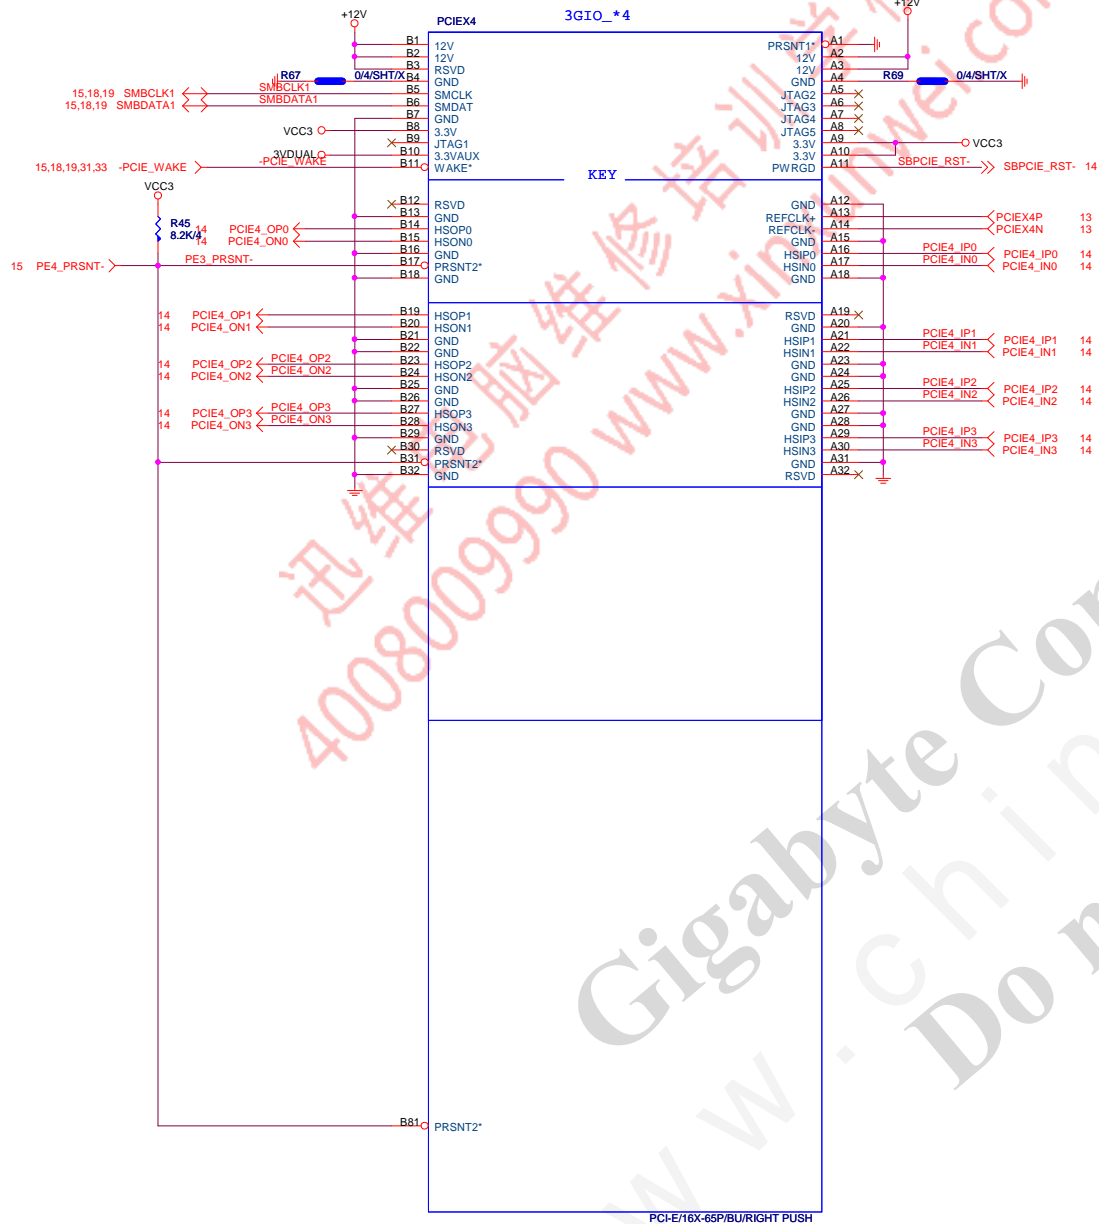 +12V
+12V
PCIEX4
3GIO_*4
B1 12V PRSNT1* A1
B2 12V 12V A2
B3 RSVD 12V A3
R67 0/4/SHT/X B4 GND GND A4 R69 0/4/SHT/X
15,18,19 SMBCLK1 SMBCLK1 B5 SMCLK JTAG2 A5
15,18,19 SMBDATA1 SMBDATA1 B6 SMDAT JTAG3 A6
B7 GND JTAG4 A7
VCC3 B8 3.3V JTAG5 A8
B9 JTAG1 3.3V A9 VCC3
3VDUAL B10 3.3VAUX 3.3V A10
15,18,19,31,33 -PCIE_WAKE -PCIE_WAKE B11 WAKE* PWRGD A11 SBPCIE_RST- SBPCIE_RST- 14
KEY
VCC3
R45
8.2K/4
B12 RSVD GND A12
B13 GND REFCLK+ A13 PCIEX4P 13
14 PCIE4_OP0 B14 HSOP0 REFCLK- A14 PCIEX4N 13
14 PCIE4_ON0 B15 HSON0 GND A15
B16 GND HSIP0 A16 PCIE4_IP0 PCIE4_IP0 14
15 PE4_PRSNT- PE3_PRSNT- B17 PRSNT2* HSIN0 A17 PCIE4_IN0 PCIE4_IN0 14
B18 GND GND A18
14 PCIE4_OP1 B19 HSOP1 RSVD A19
14 PCIE4_ON1 B20 HSON1 GND A20
B21 GND HSIP1 A21 PCIE4_IP1 PCIE4_IP1 14
B22 GND HSIN1 A22 PCIE4_IN1 PCIE4_IN1 14
14 PCIE4_OP2 PCIE4_OP2 B23 HSOP2 GND A23
14 PCIE4_ON2 PCIE4_ON2 B24 HSON2 GND A24
B25 GND HSIP2 A25 PCIE4_IP2 PCIE4_IP2 14
B26 GND HSIN2 A26 PCIE4_IN2 PCIE4_IN2 14
14 PCIE4_OP3 PCIE4_OP3 B27 HSOP3 GND A27
14 PCIE4_ON3 PCIE4_ON3 B28 HSON3 GND A28
B29 GND HSIP3 A29 PCIE4_IP3 PCIE4_IP3 14
B30 RSVD HSIN3 A30 PCIE4_IN3 PCIE4_IN3 14
B31 PRSNT2* GND A31
B32 GND RSVD A32
B81 PRSNT2*
PCI-E/16X-65P/BU/RIGHT PUSH
迅维电脑维修培训学
4008009990 www.xinxunwei.co
Gigabyte Con
Do n
w w . c h i n